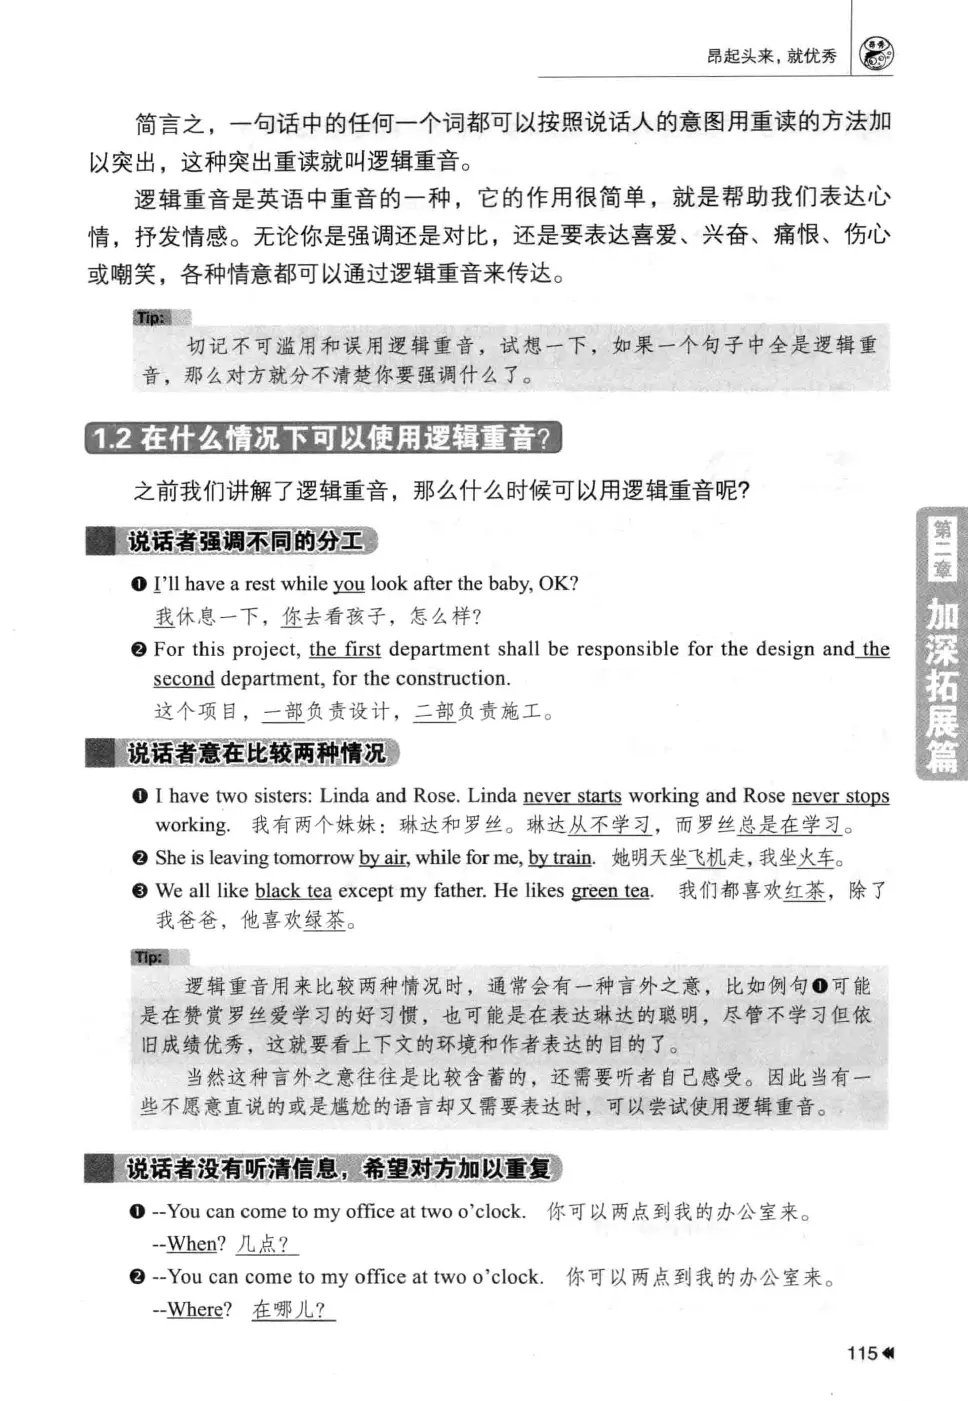 昂起头来，就优秀
简言之，一句话中的任何一个词都可以按照说话人的意图用重读的方法加
以突出，这种突出重读就叫逻辑重音。
逻辑重音是英语中重音的一种，它的作用很简单，就是帮助我们表达心
情，抒发情感。无论你是强调还是对比，还是要表达喜爱、兴奋、痛恨、伤心
或嘲笑，各种情意都可以通过逻辑重音来传达。
Tip:
切记不可滥用和误用逻辑重音，试想一下，如果一个句子中全是逻辑重
音，那么对方就分不清楚你要强调什么了。
1.2 在什么情况下可以使用逻辑重音?
之前我们讲解了逻辑重音，那么什么时候可以用逻辑重音呢?
说话者强调不同的分工
❶ I'll have a rest while you look after the baby, OK?
我休息一下，你去看孩子，怎么样?
❷ For this project, the first department shall be responsible for the design and the
second department, for the construction.
这个项目，一部负责设计，二部负责施工。
说话者意在比较两种情况
❶ I have two sisters: Linda and Rose. Linda never starts working and Rose never stops
working. 我有两个妹妹：琳达和罗丝。琳达从不学习，而罗丝总是在学习。
❷ She is leaving tomorrow by air, while for me, by train. 她明天坐飞机走，我坐火车。
❸ We all like black tea except my father. He likes green tea. 我们都喜欢红茶，除了
我爸爸，他喜欢绿茶。
Tip:
逻辑重音用来比较两种情况时，通常会有一种言外之意，比如例句❶可能
是在赞赏罗丝爱学习的好习惯，也可能是在表达琳达的聪明，尽管不学习但依
旧成绩优秀，这就要看上下文的环境和作者表达的目的了。
当然这种言外之意往往是比较含蓄的，还需要听者自己感受。因此当有一
些不愿意直说的或是尴尬的语言却又需要表达时，可以尝试使用逻辑重音。
说话者没有听清信息，希望对方加以重复
❶ --You can come to my office at two o'clock. 你可以两点到我的办公室来。
--When? 几点?
❷ --You can come to my office at two o'clock. 你可以两点到我的办公室来。
--Where? 在哪儿?
第二章 加深拓展篇
115